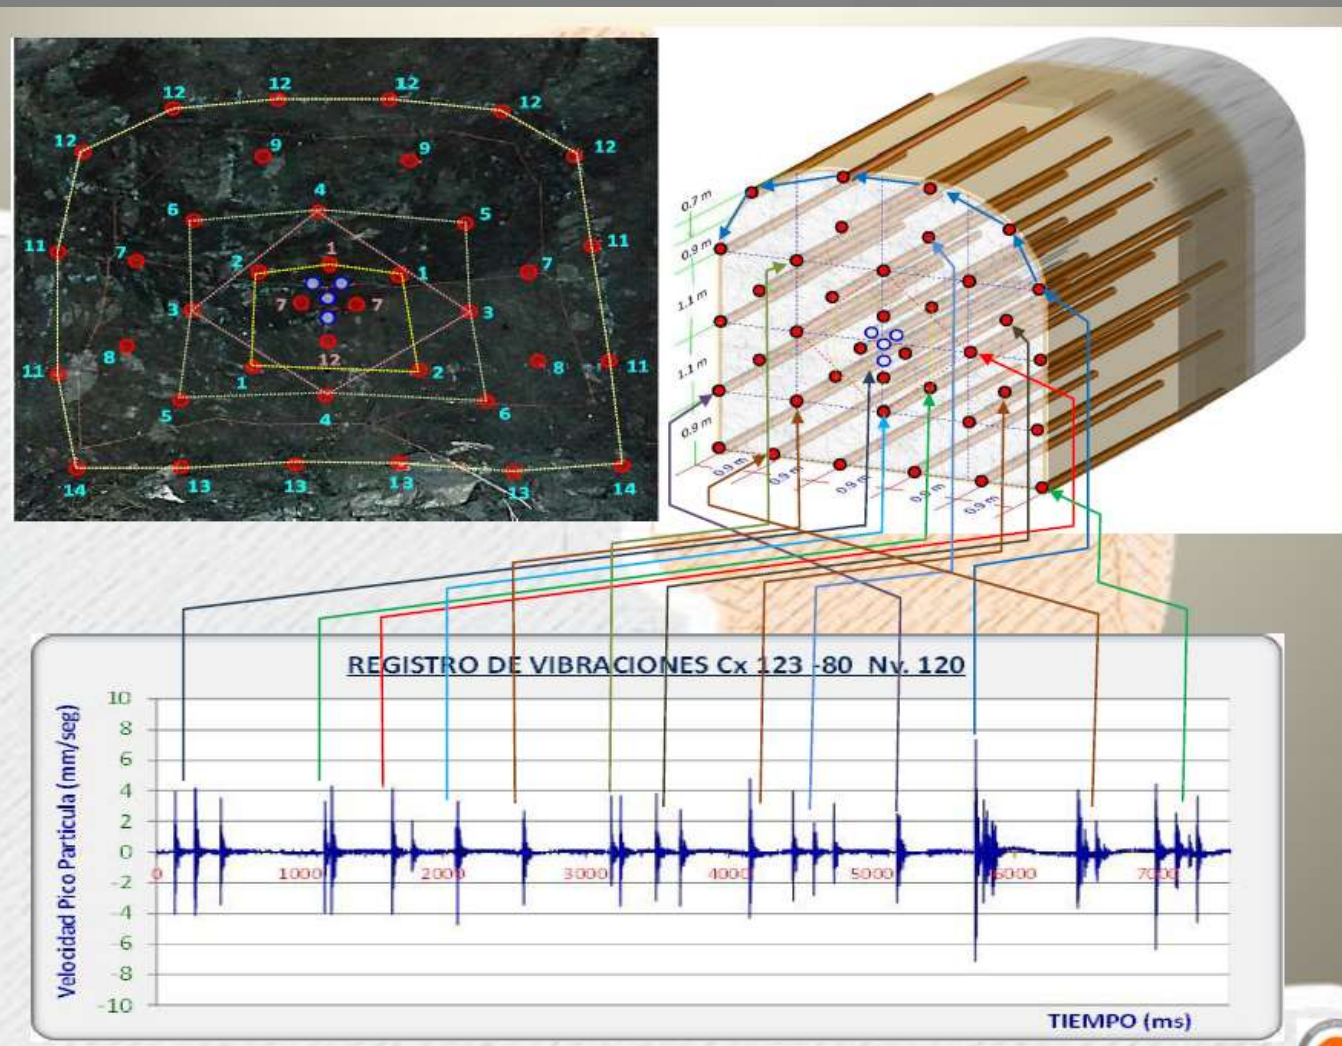 12 12 12 12
12 12
9 9
6 4 5
11 7 2 1 1 7 11
3 7 7 3
12
11 8 1 2 8 11
5 4 6
14 13 13 13 13 14
0.7 m
0.9 m
1.1 m
1.1 m
0.9 m
0.9 m 0.9 m 0.9 m 0.9 m 0.9 m
REGISTRO DE VIBRACIONES Cx 123 -80 Nv. 120
Velocidad Pico Particula (mm/seg)
10
8
6
4
2
0
-2
-4
-6
-8
-10
0 1000 2000 3000 4000 5000 6000 7000
TIEMPO (ms)